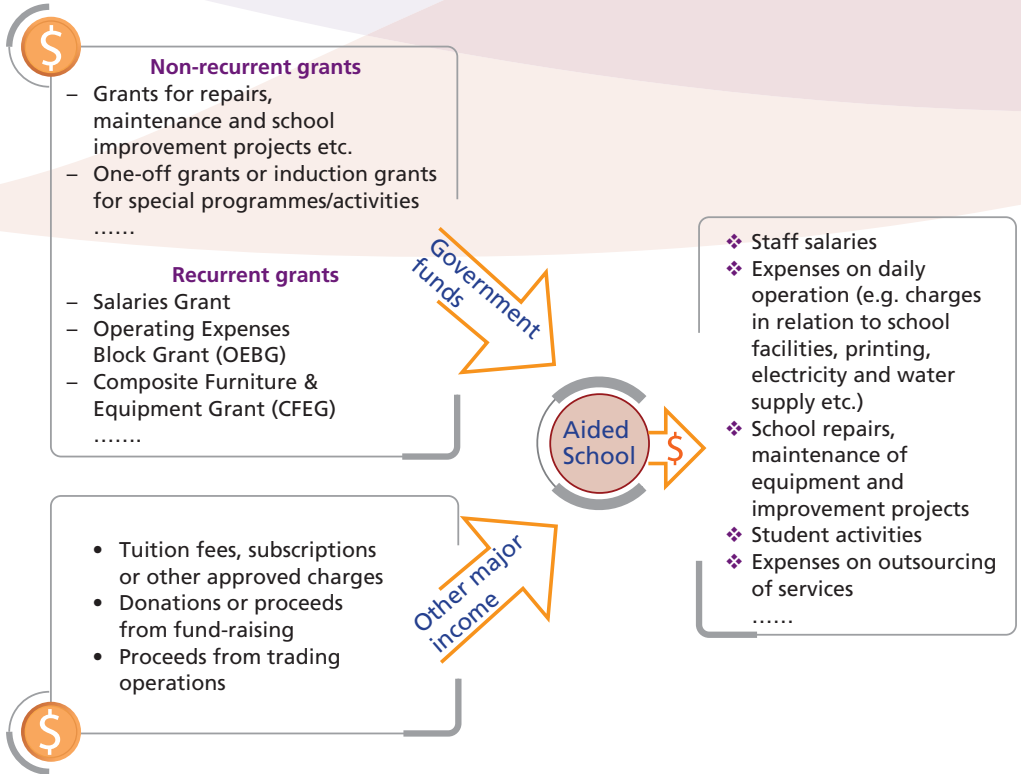 $
Non-recurrent grants
– Grants for repairs,
maintenance and school
improvement projects etc.
– One-off grants or induction grants
for special programmes/activities
……
Recurrent grants
– Salaries Grant
– Operating Expenses
Block Grant (OEBG)
– Composite Furniture &
Equipment Grant (CFEG)
…….
Government
funds
• Tuition fees, subscriptions
or other approved charges
• Donations or proceeds
from fund-raising
• Proceeds from trading
operations
$
Other major
income
Aided
School
$
❖ Staff salaries
❖ Expenses on daily
operation (e.g. charges
in relation to school
facilities, printing,
electricity and water
supply etc.)
❖ School repairs,
maintenance of
equipment and
improvement projects
❖ Student activities
❖ Expenses on outsourcing
of services
……